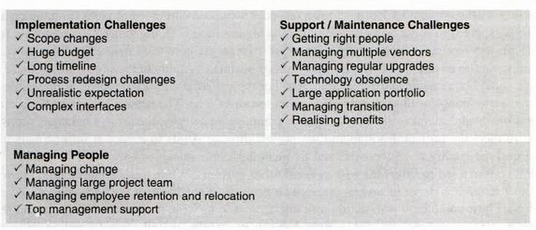 Implementation Challenges
✓ Scope changes
✓ Huge budget
✓ Long timeline
✓ Process redesign challenges
✓ Unrealistic expectation
✓ Complex interfaces
Support / Maintenance Challenges
✓ Getting right people
✓ Managing multiple vendors
✓ Managing regular upgrades
✓ Technology obsolence
✓ Large application portfolio
✓ Managing transition
✓ Realising benefits
Managing People
✓ Managing change
✓ Managing large project team
✓ Managing employee retention and relocation
✓ Top management support